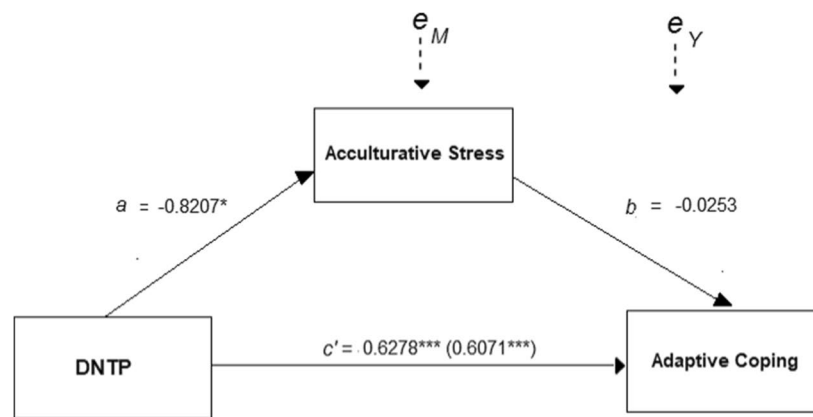 e M
e Y
Acculturative Stress
a = -0.8207*
b = -0.0253
DNTP
c' = 0.6278*** (0.6071***)
Adaptive Coping